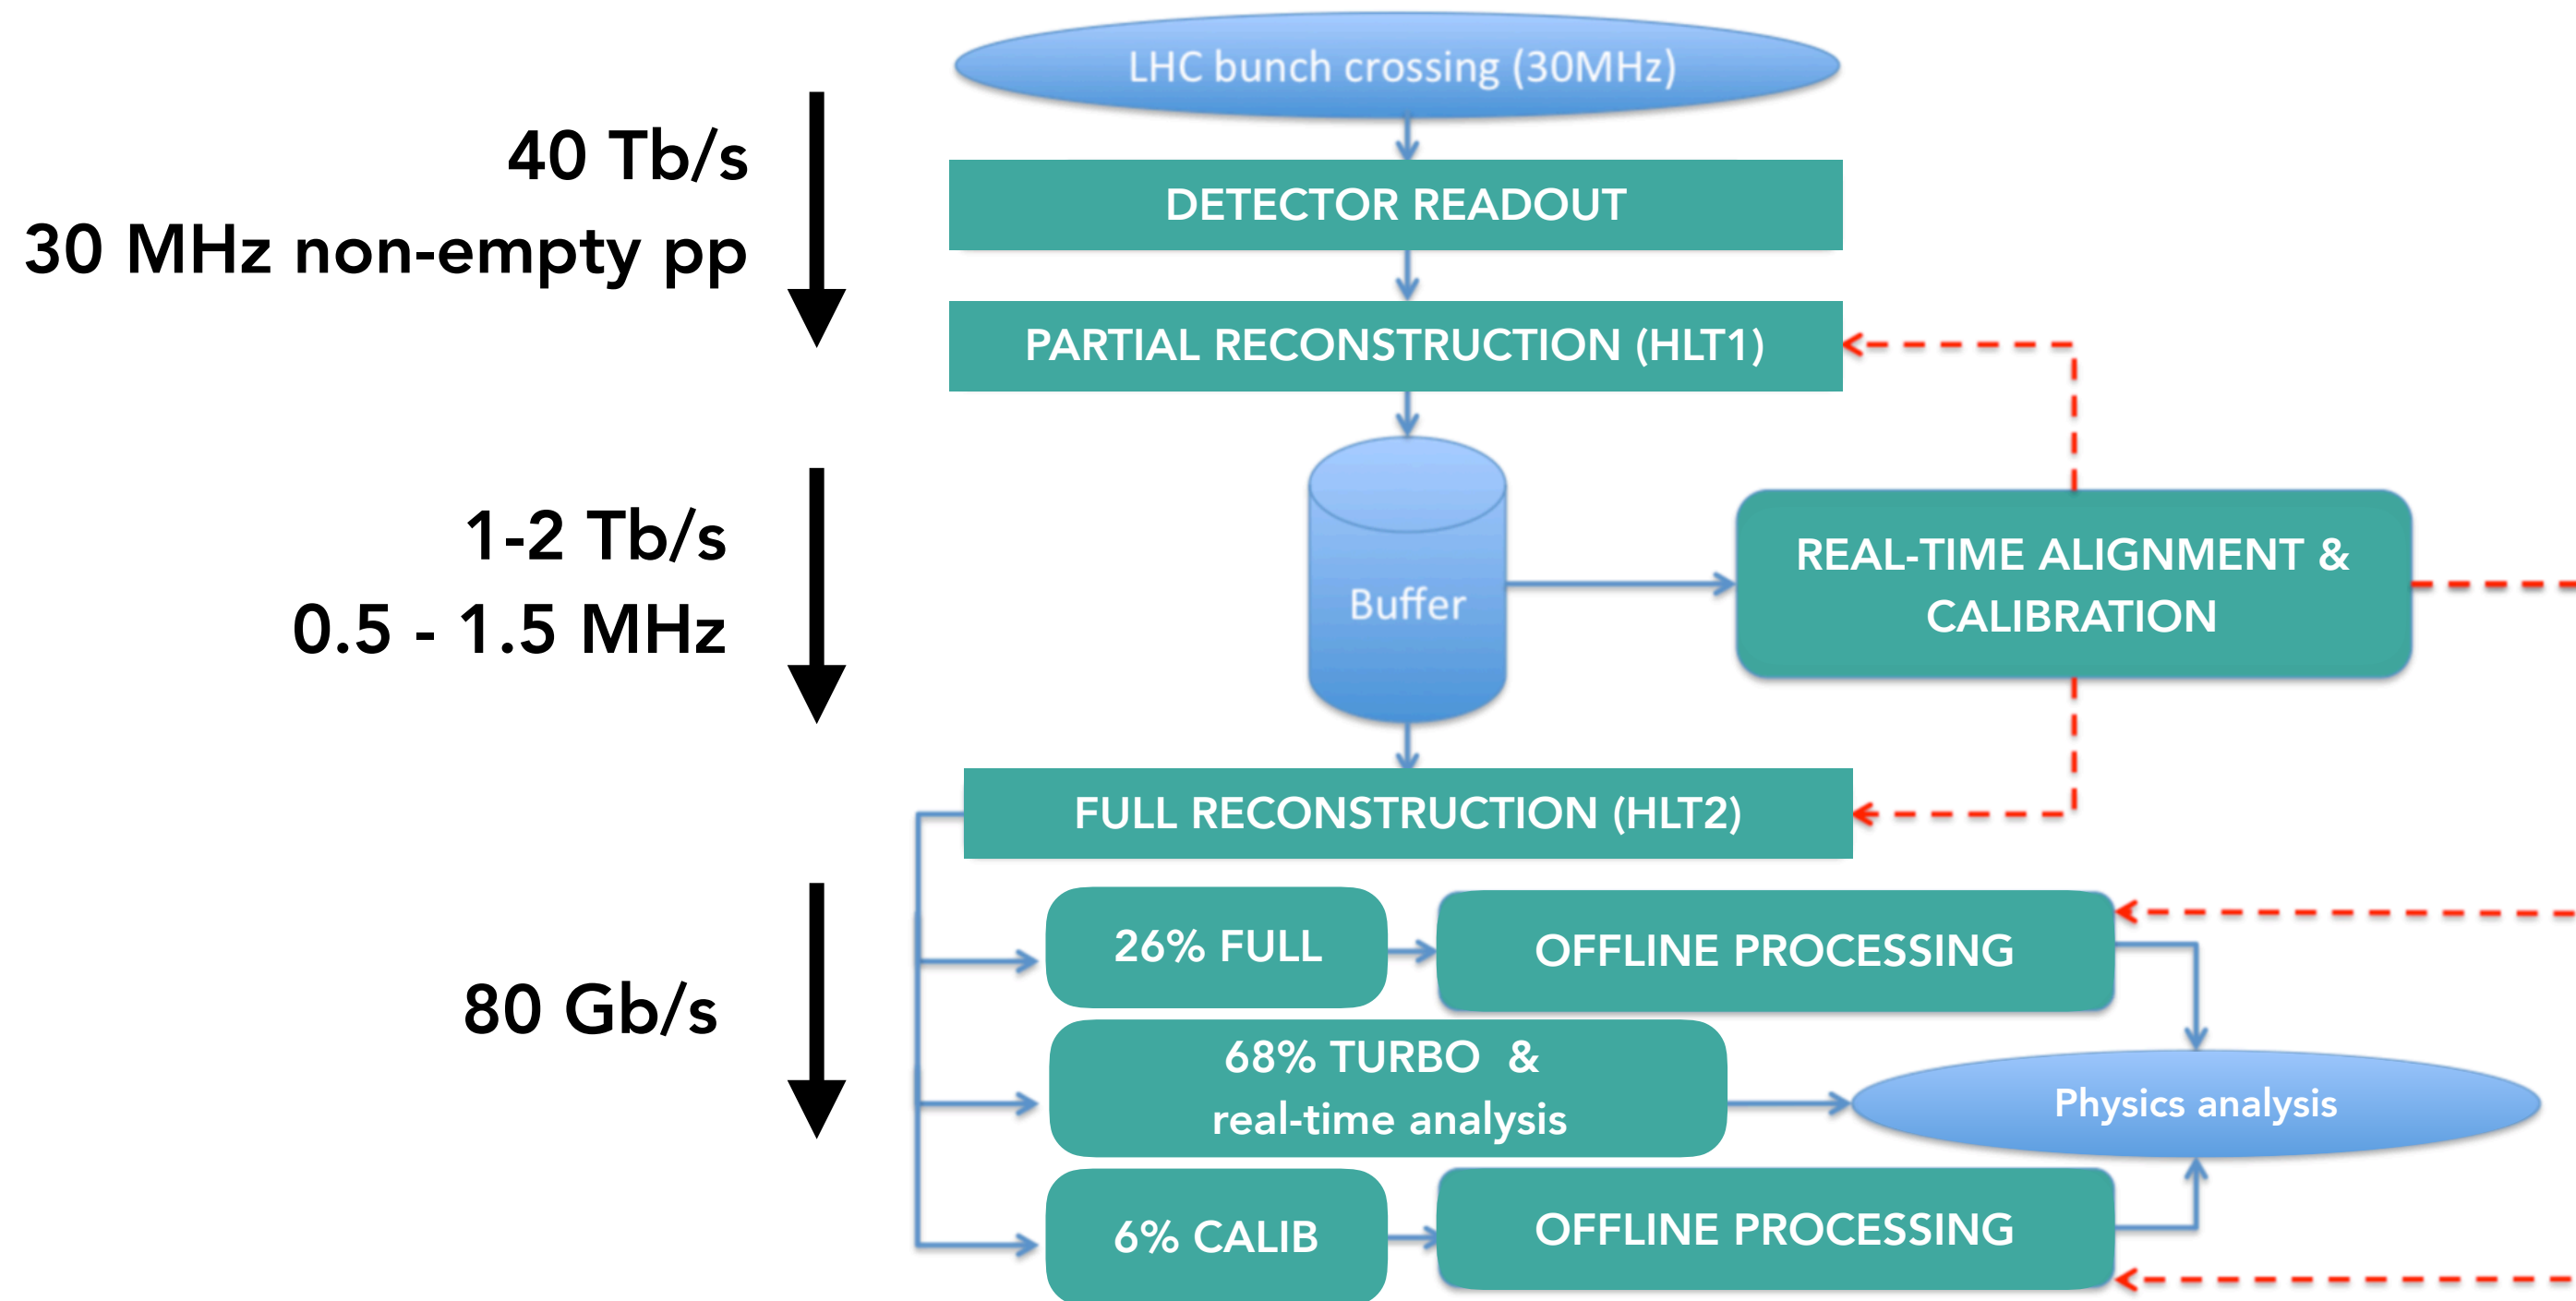 LHC bunch crossing (30MHz)
40 Tb/s
30 MHz non-empty pp
DETECTOR READOUT
PARTIAL RECONSTRUCTION (HLT1)
1-2 Tb/s
0.5 - 1.5 MHz
Buffer
REAL-TIME ALIGNMENT &
CALIBRATION
FULL RECONSTRUCTION (HLT2)
80 Gb/s
26% FULL
OFFLINE PROCESSING
68% TURBO &
real-time analysis
Physics analysis
6% CALIB
OFFLINE PROCESSING